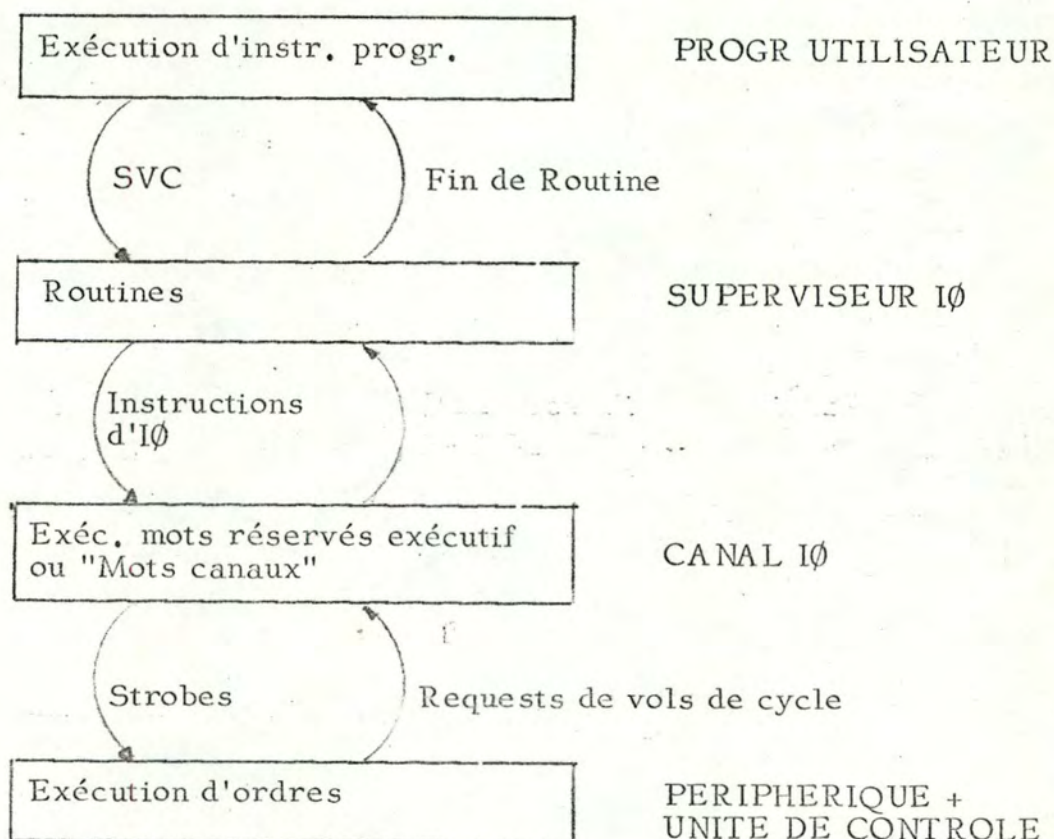 Exécution d'instr. progr.
PROGR UTILISATEUR
SVC
Fin de Routine
Routines
SUPERVISEUR IØ
Instructions
d'IØ
Exéc. mots réservés exécutif
ou "Mots canaux"
CANAL IØ
Strobes
Requests de vols de cycle
Exécution d'ordres
PERIPHERIQUE +
UNITE DE CONTROLE